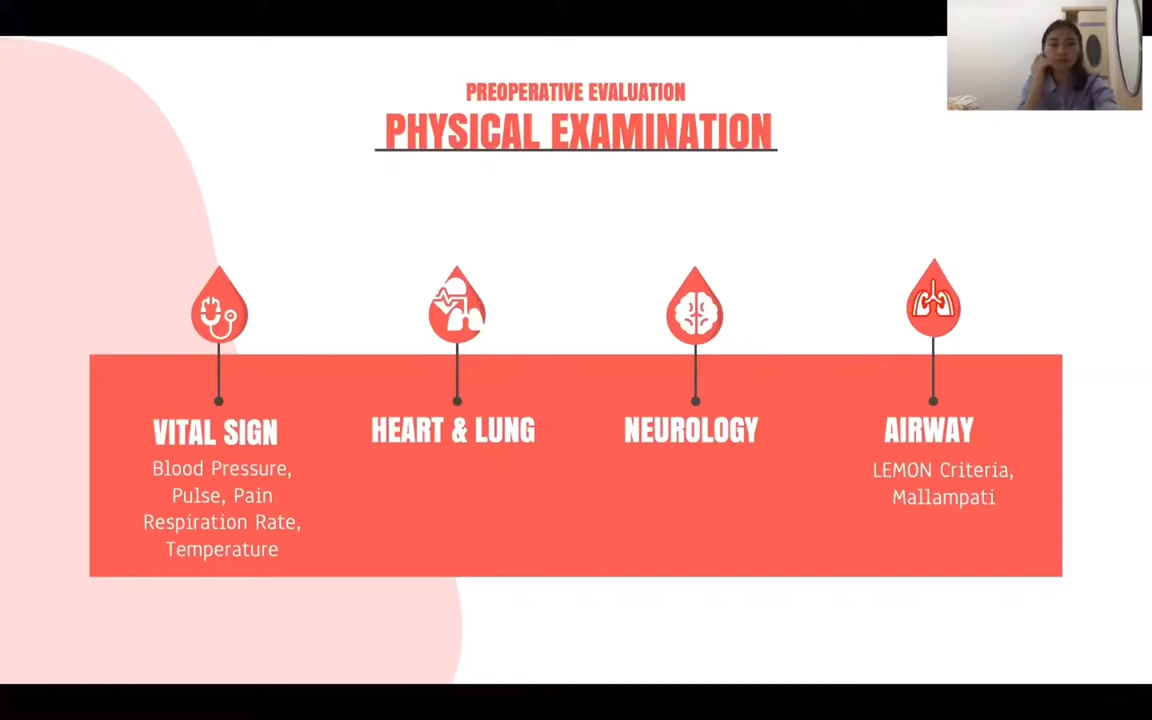 PREOPERATIVE EVALUATION
PHYSICAL EXAMINATION
VITAL SIGN
Blood Pressure,
Pulse, Pain
Respiration Rate,
Temperature
HEART & LUNG
NEUROLOGY
AIRWAY
LEMON Criteria,
Mallampati